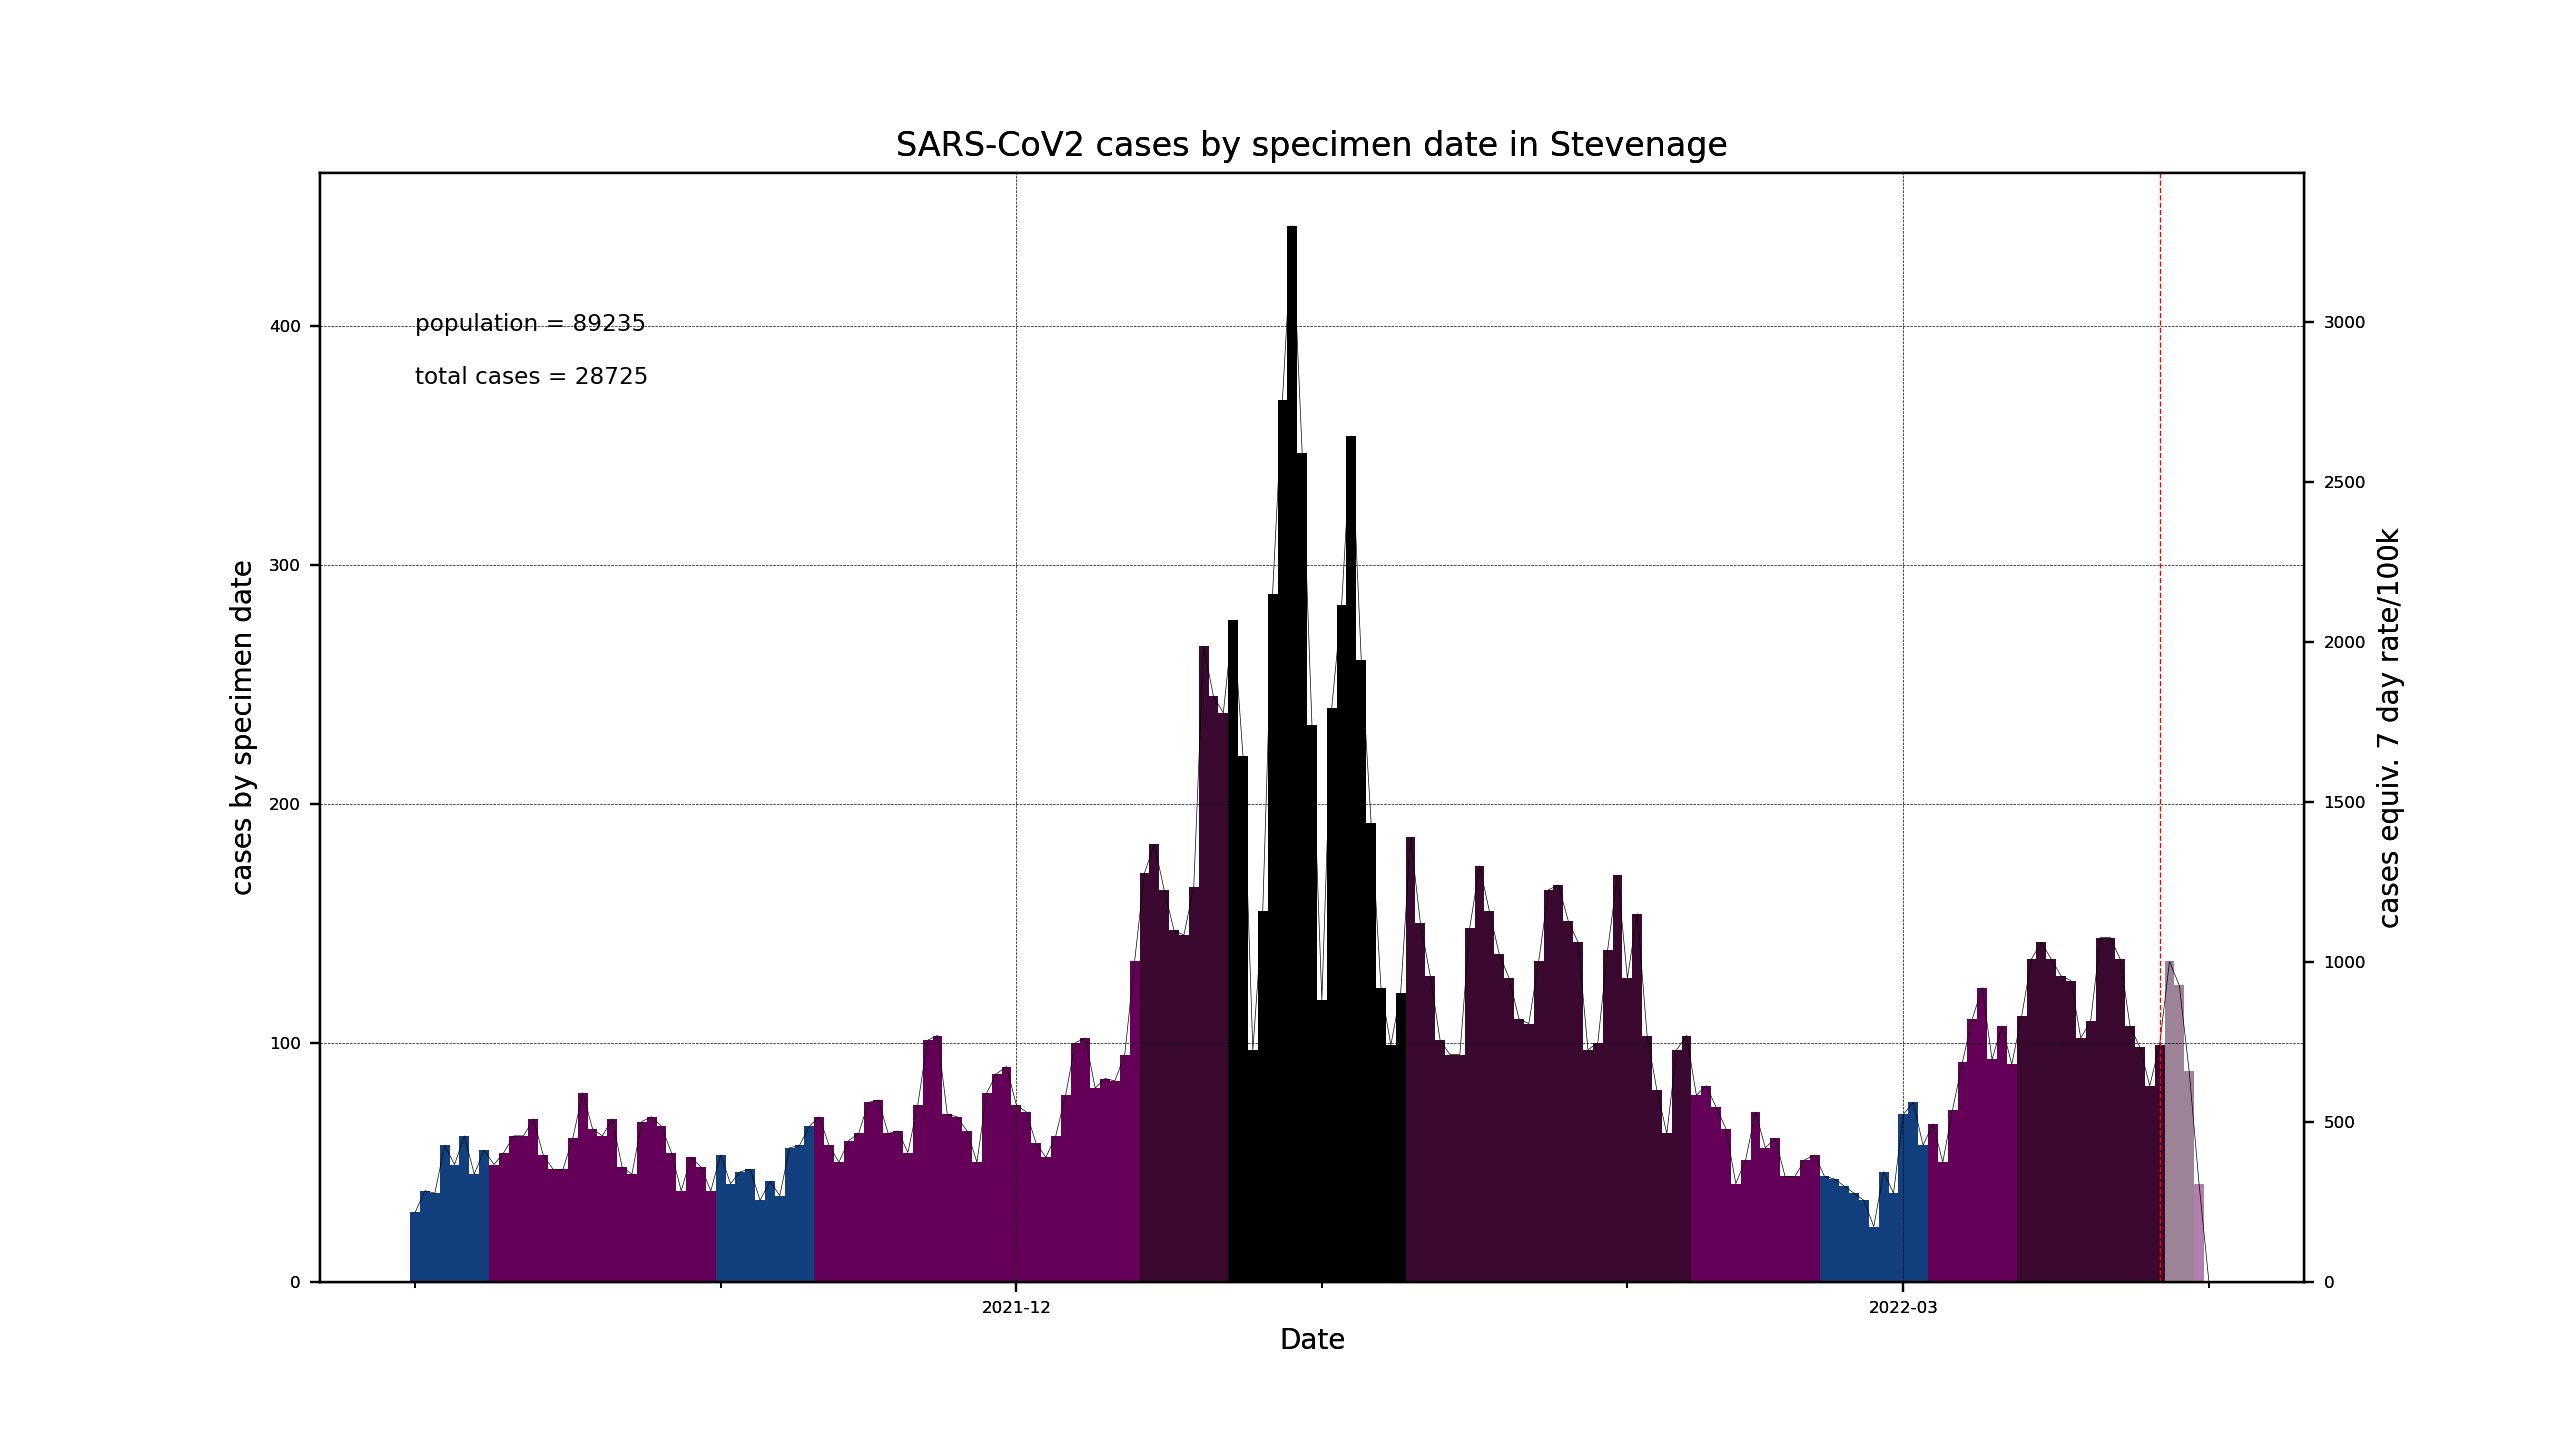 SARS-CoV2 cases by specimen date in Stevenage
population = 89235
total cases = 28725
cases by specimen date
400
300
200
100
0
3000
2500
2000
1500
1000
500
0
cases equiv. 7 day rate/100k
2021-12
2022-03
Date